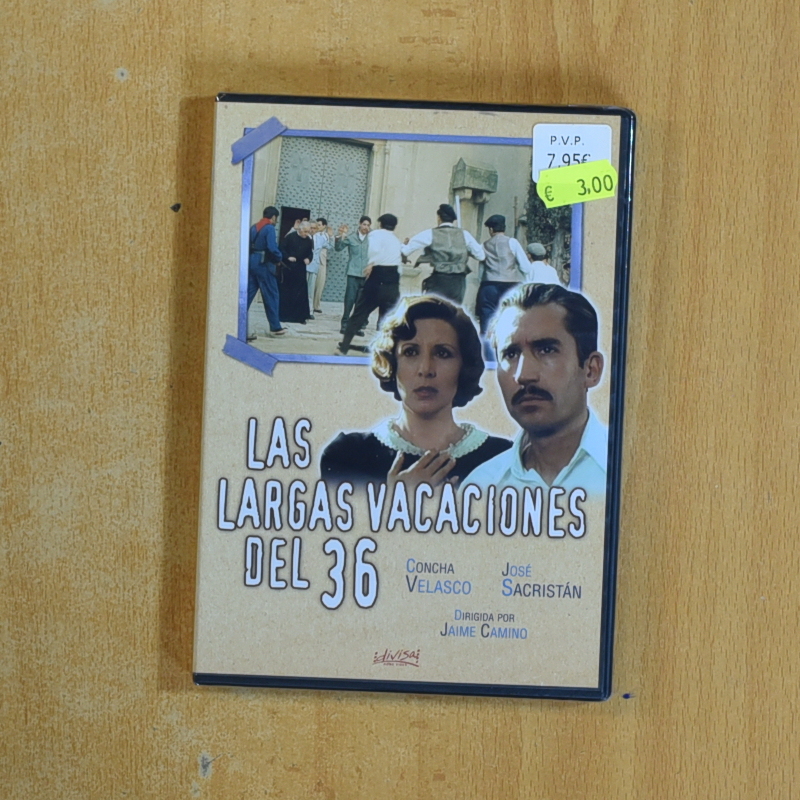 P.V.P.
7,95€
€ 3,00
LAS
LARGAS VACACIONES
DEL 36
CONCHA
VELASCO
JOSÉ
SACRISTÁN
DIRIGIDA POR
JAIME CAMINO
divisa